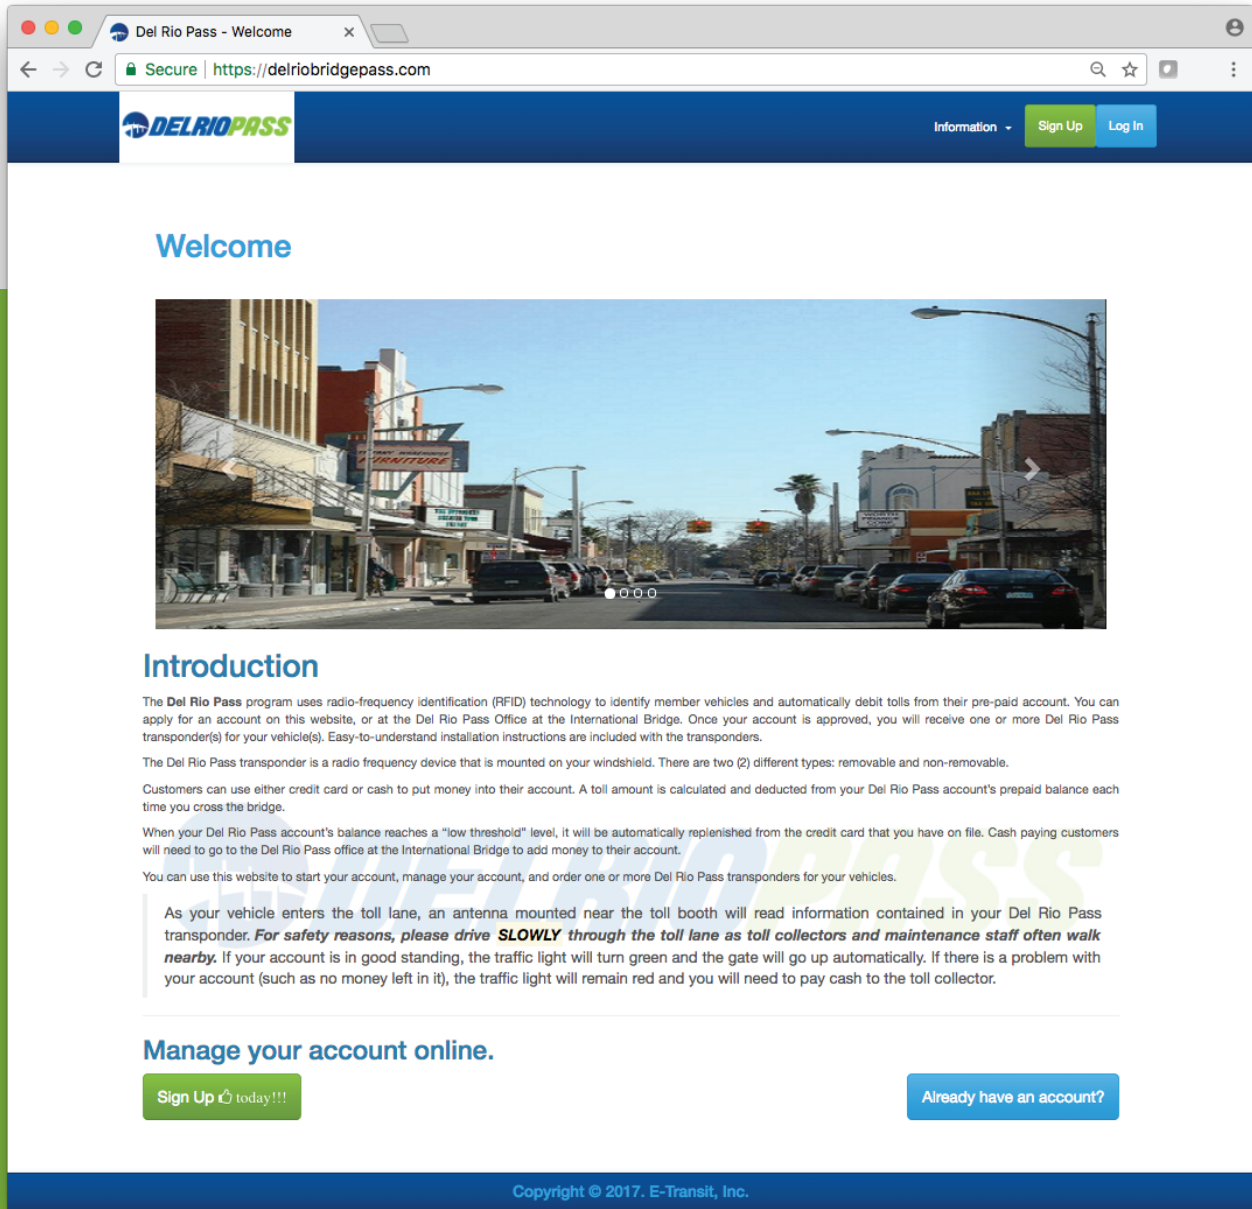 Del Rio Pass - Welcome
Secure https://delriobridgepass.com
DELRIOPASS
Information
Sign Up
Log In
Welcome
FURNITURE
Introduction
The Del Rio Pass program uses radio-frequency identification (RFID) technology to identify member vehicles and automatically debit tolls from their pre-paid account. You can
apply for an account on this website, or at the Del Rio Pass Office at the International Bridge. Once your account is approved, you will receive one or more Del Rio Pass
transponder(s) for your vehicle(s). Easy-to-understand installation instructions are included with the transponders.
The Del Rio Pass transponder is a radio frequency device that is mounted on your windshield. There are two (2) different types: removable and non-removable.
Customers can use either credit card or cash to put money into their account. A toll amount is calculated and deducted from your Del Rio Pass account's prepaid balance each
time you cross the bridge.
When your Del Rio Pass account's balance reaches a “low threshold” level, it will be automatically replenished from the credit card that you have on file. Cash paying customers
will need to go to the Del Rio Pass office at the International Bridge to add money to their account.
You can use this website to start your account, manage your account, and order one or more Del Rio Pass transponders for your vehicles.
DELRIOPASS
As your vehicle enters the toll lane, an antenna mounted near the toll booth will read information contained in your Del Rio Pass
transponder. For safety reasons, please drive SLOWLY through the toll lane as toll collectors and maintenance staff often walk
nearby. If your account is in good standing, the traffic light will turn green and the gate will go up automatically. If there is a problem with
your account (such as no money left in it), the traffic light will remain red and you will need to pay cash to the toll collector.
Manage your account online.
Sign Up today!!!
Already have an account?
Copyright © 2017. E-Transit, Inc.